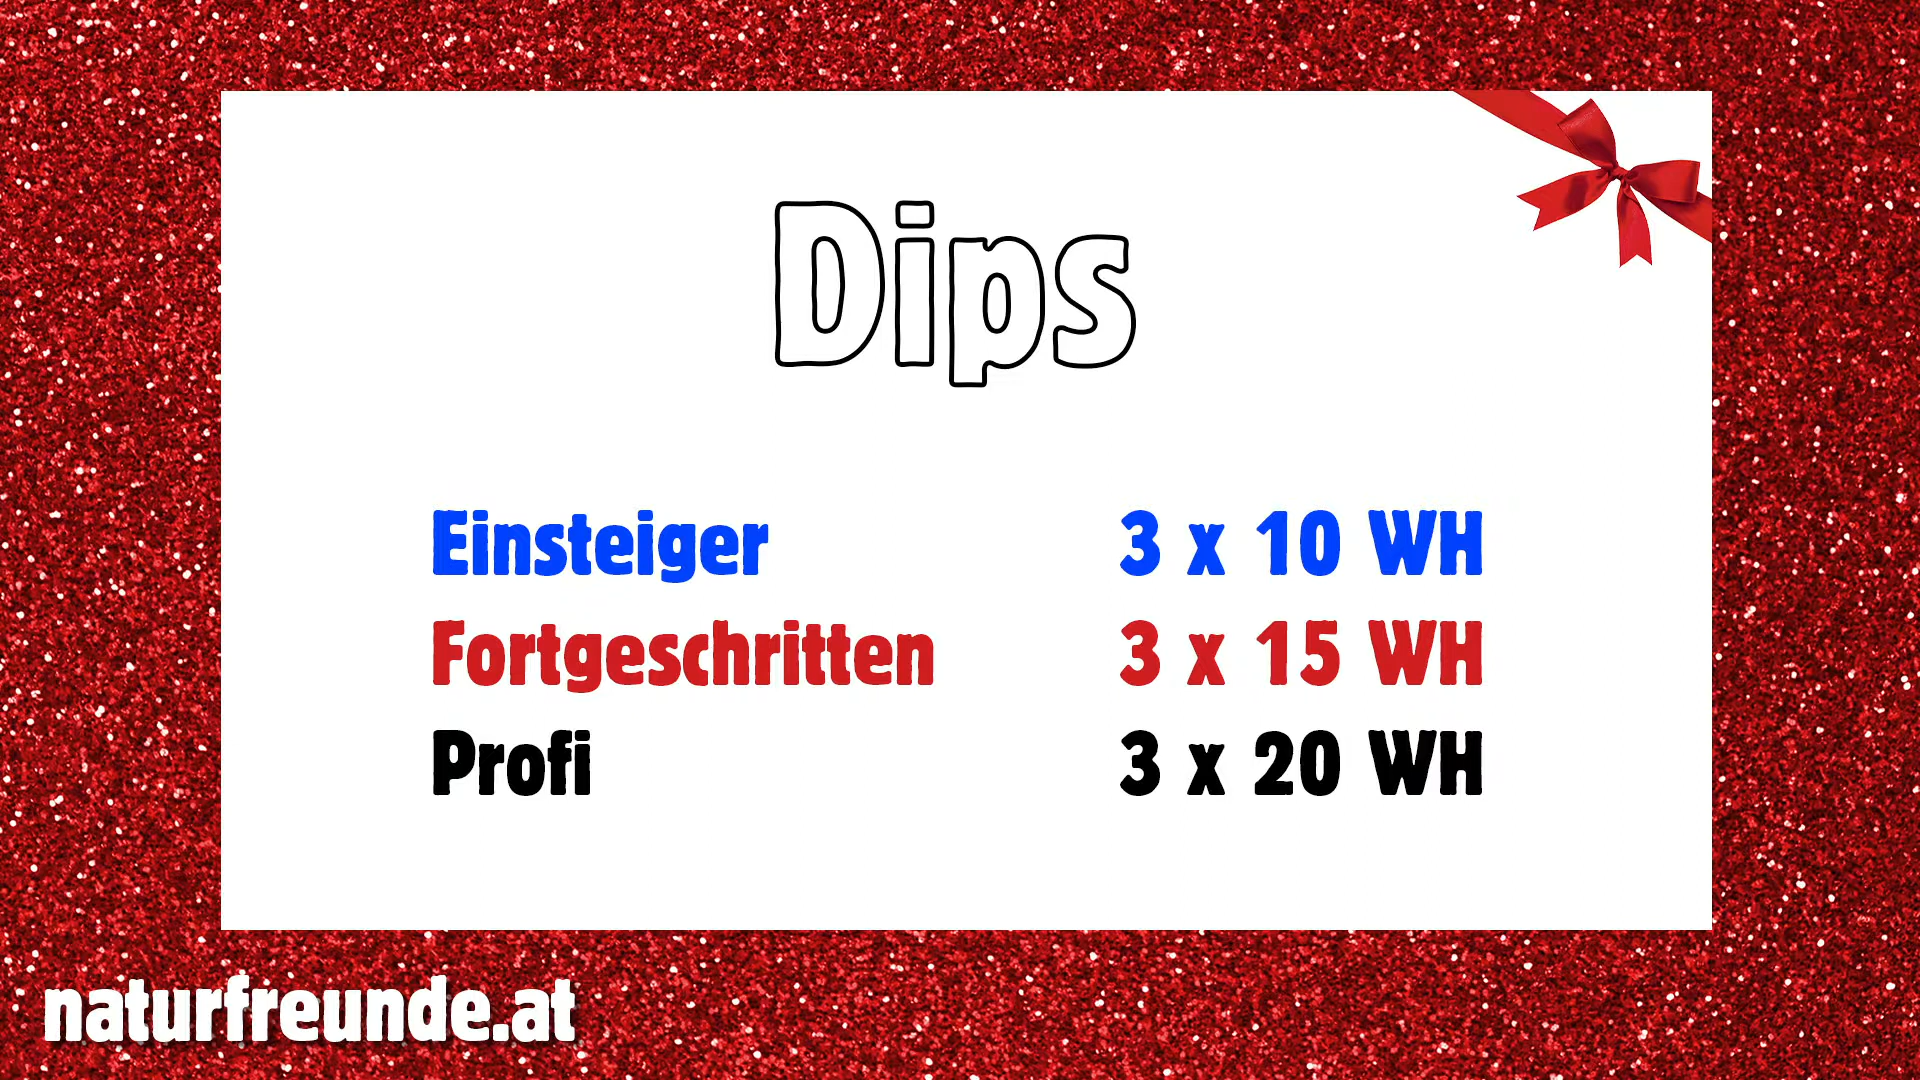 Dips
Einsteiger 3 x 10 WH
Fortgeschritten 3 x 15 WH
Profi 3 x 20 WH
naturfreunde.at